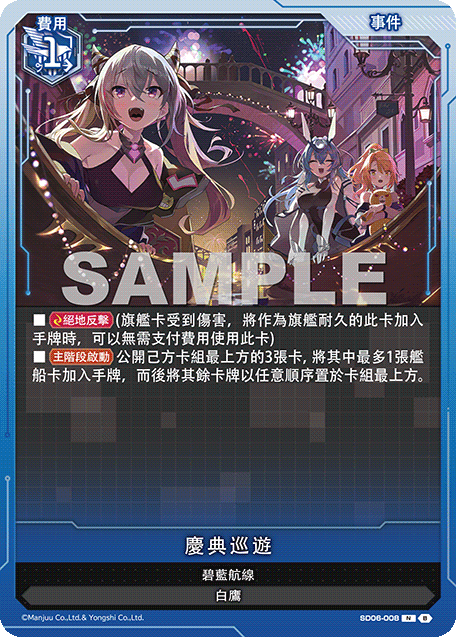 費用
1
事件
SAMPLE
■ 絕地反擊 (旗艦卡受到傷害，將作為旗艦耐久的此卡加入
手牌時，可以無需支付費用使用此卡)
■ 主階段啟動 公開己方卡組最上方的3張卡，將其中最多1張艦
船卡加入手牌，而後將其餘卡牌以任意順序置於卡組最上方。
慶典巡遊
碧藍航線
白鷹
©Manjuu Co.,Ltd.& Yongshi Co.,Ltd.
SD06-008 N B